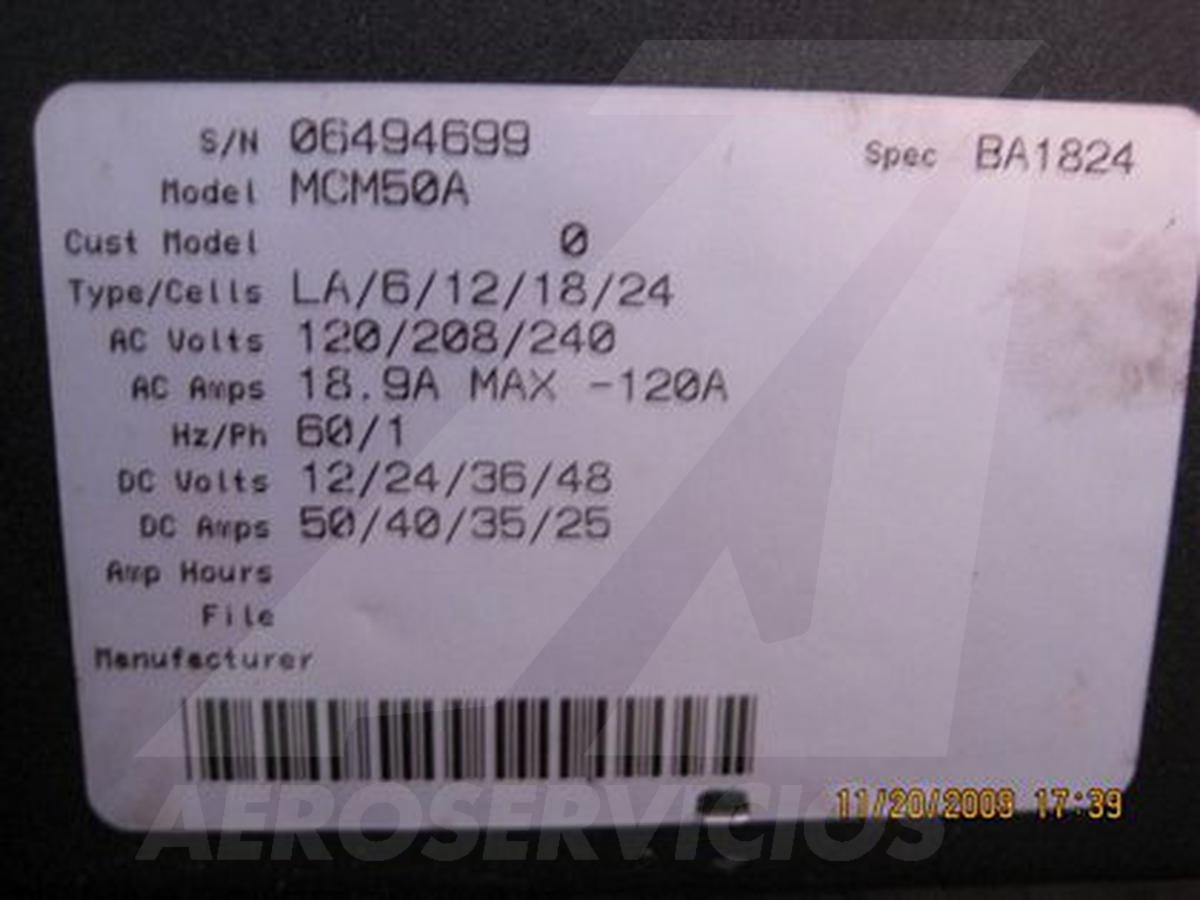 S/N 06494699 Spec BA1824
Model MCM50A
Cust Model 0
Type/Cells LA/6/12/18/24
AC Volts 120/208/240
AC Amps 18.9A MAX -120A
Hz/Ph 60/1
DC Volts 12/24/36/48
DC Amps 50/40/35/25
Amp Hours
File
Manufacturer
11/20/2009 17:39
AEROSERVICIOS